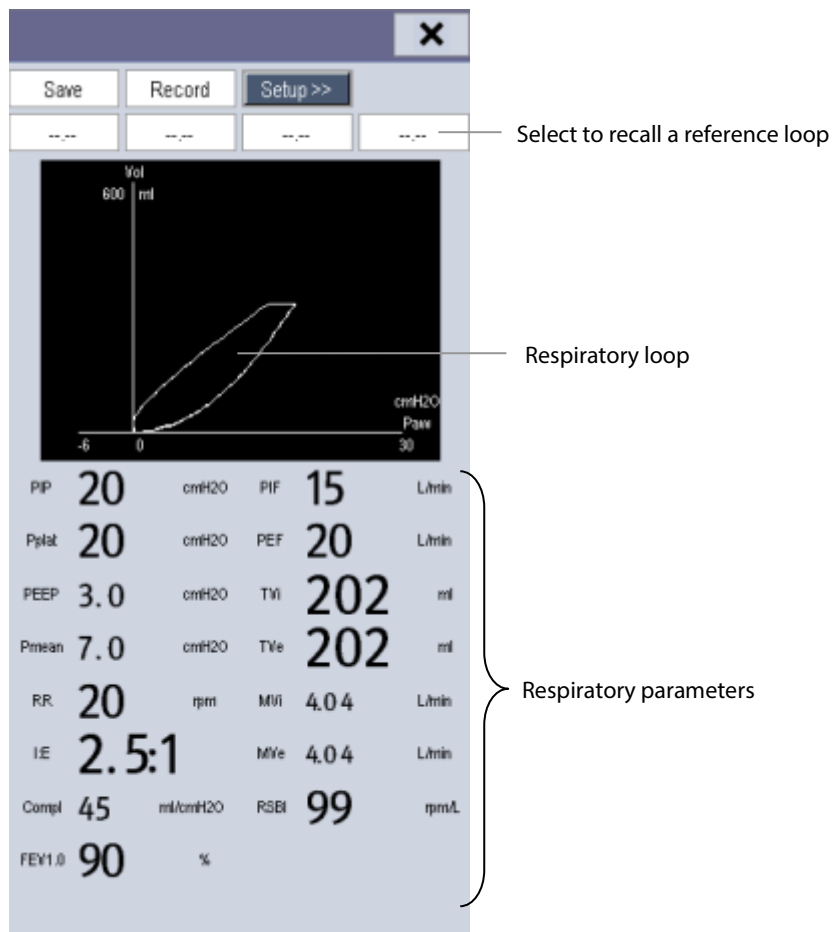 Save Record Setup >>
--.-- --.-- --.-- --.-- Select to recall a reference loop
Vol
600 ml
Respiratory loop
cmH2O
Paw
-6 0 30
PIP 20 cmH2O PIF 15 L/min
Pplat 20 cmH2O PEF 20 L/min
PEEP 3.0 cmH2O TVi 202 ml
Pmean 7.0 cmH2O TVe 202 ml
Respiratory parameters
RR 20 rpm MVi 4.04 L/min
I:E 2.5:1 MVe 4.04 L/min
Compl 45 ml/cmH2O RSBI 99 rpm/L
FEV1.0 90 %